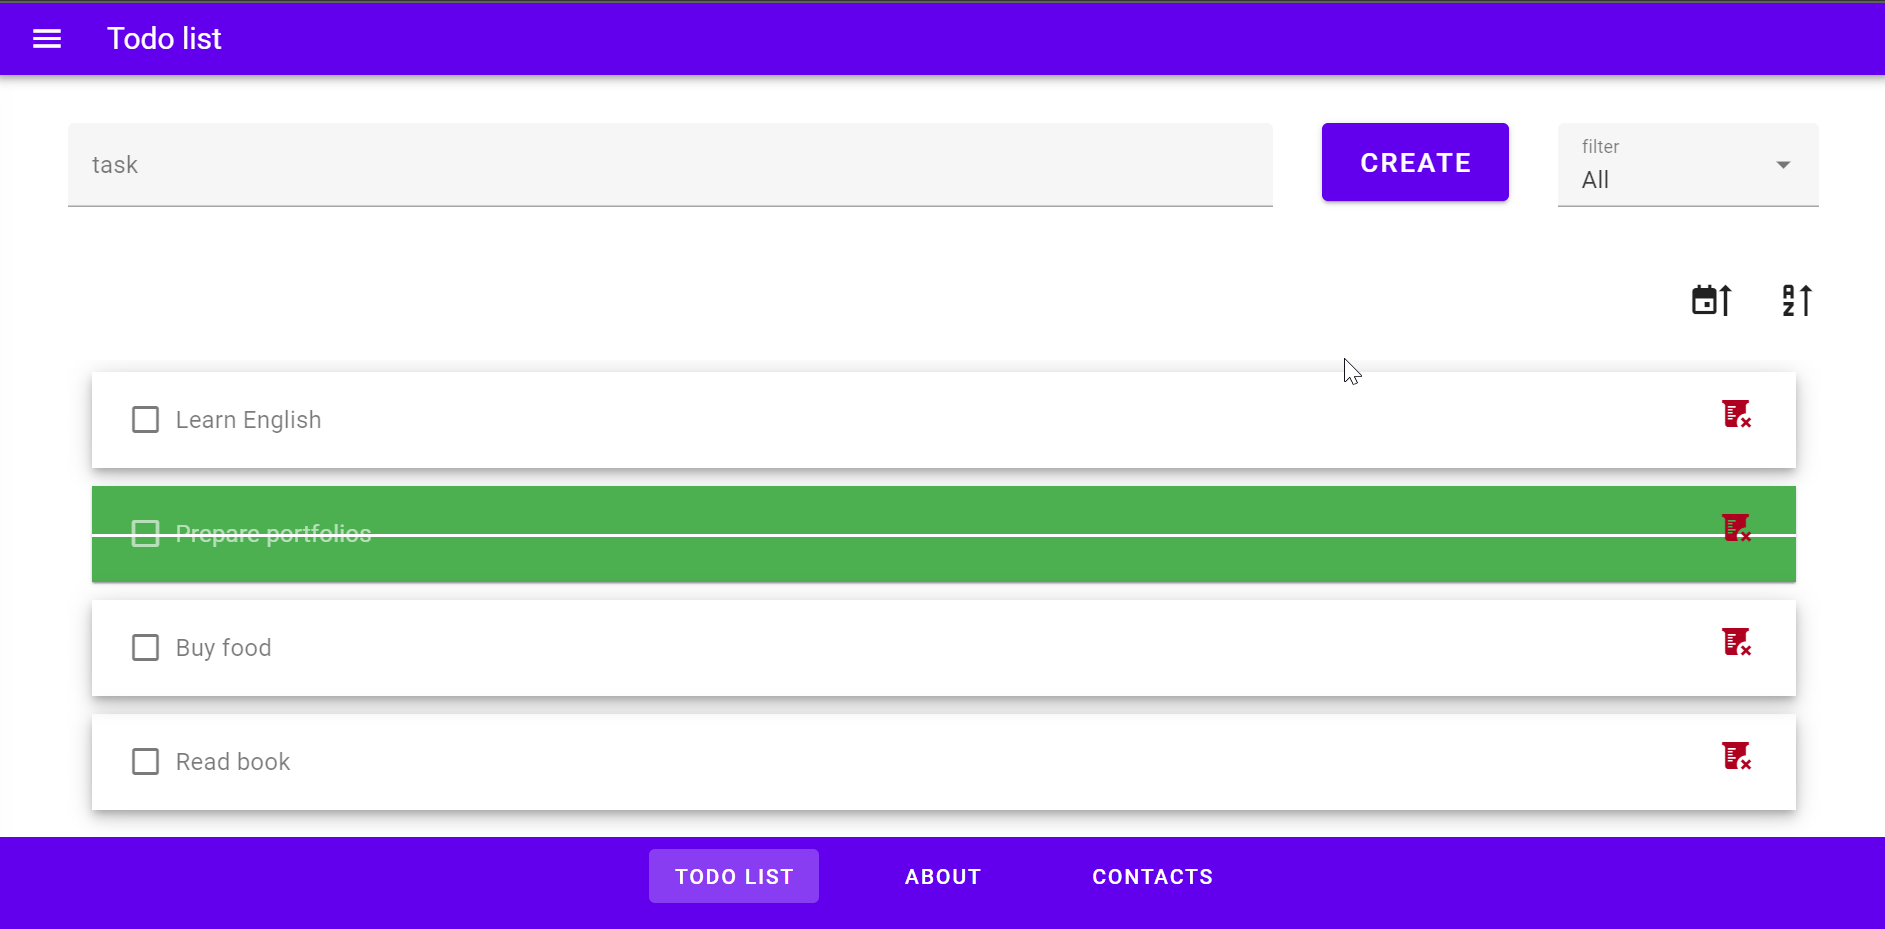 Todo list
task
CREATE
filter
All
A
Z
Learn English
Prepare portfolios
Buy food
Read book
TODO LIST
ABOUT
CONTACTS